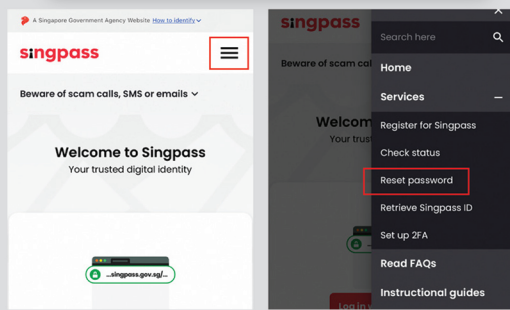 A Singapore Government Agency Website How to identify
singpass
Beware of scam calls, SMS or emails
Welcome to Singpass
Your trusted digital identity
...singpass.gov.sg/...
singpass
Beware of scam cal
Welcom
Your trus
Log in w
Search here
Home
Services
Register for Singpass
Check status
Reset password
Retrieve Singpass ID
Set up 2FA
Read FAQs
Instructional guides